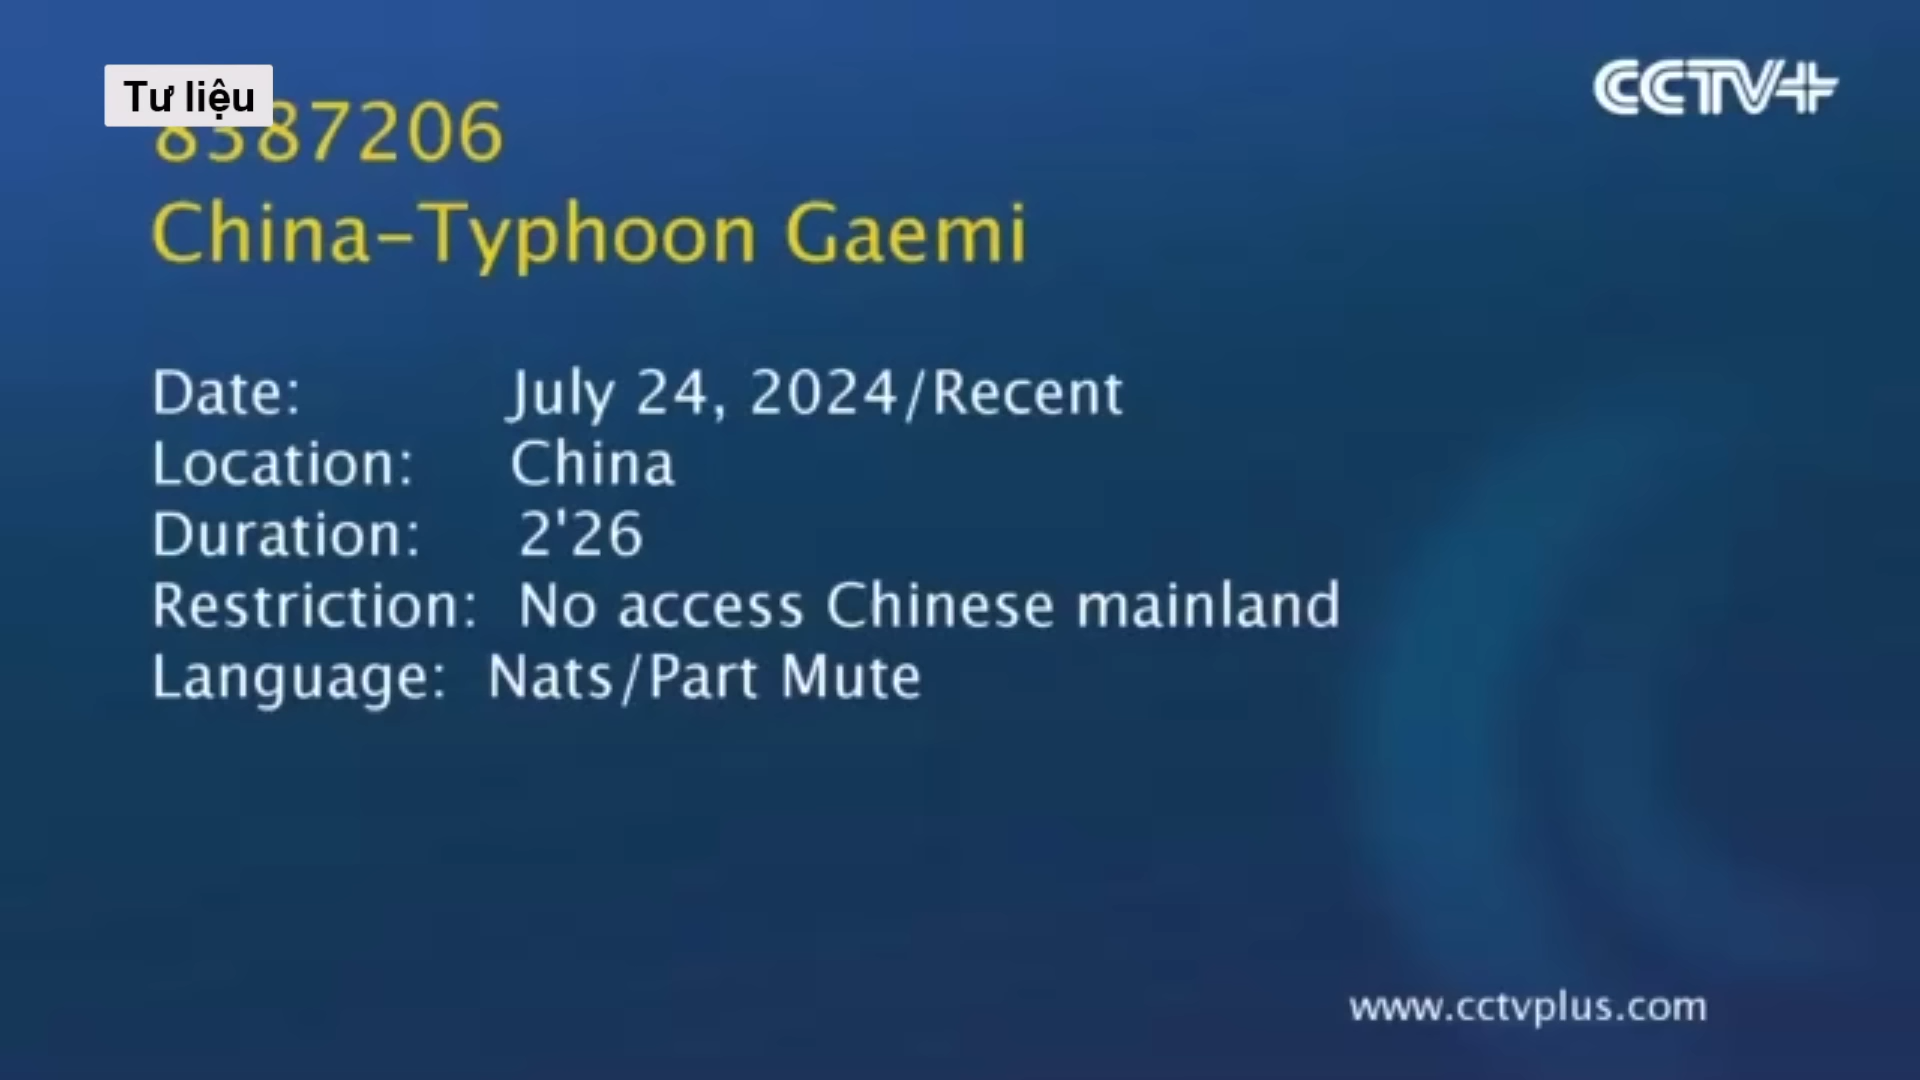 Tư liệu
CCTV+
8387206
China-Typhoon Gaemi
Date: July 24, 2024/Recent
Location: China
Duration: 2'26
Restriction: No access Chinese mainland
Language: Nats/Part Mute
www.cctvplus.com